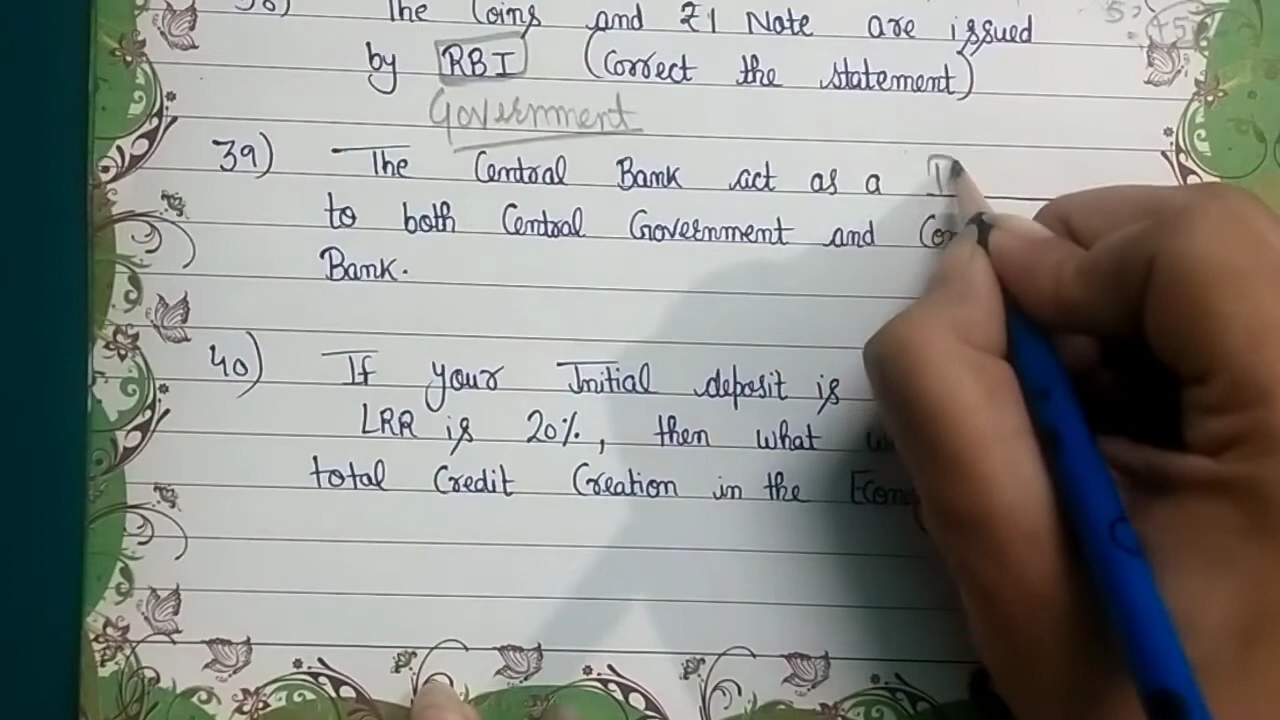 38) The Coins and ₹1 Note are issued
by RBI (Correct the statement)
Government
39) The Central Bank act as a
to both Central Government and
Bank.
40) If your Initial deposit is
LRR is 20%, then what
total Credit Creation in the